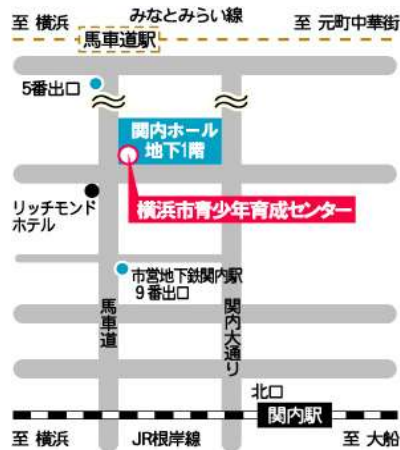 至 横浜
みなとみらい線
至 元町中華街
馬車道駅
5番出口
関内ホール
地下1階
横浜市青少年育成センター
リッチモンド
ホテル
市営地下鉄関内駅
9番出口
馬車道
関内大通り
北口
関内駅
至 横浜
JR根岸線
至 大船